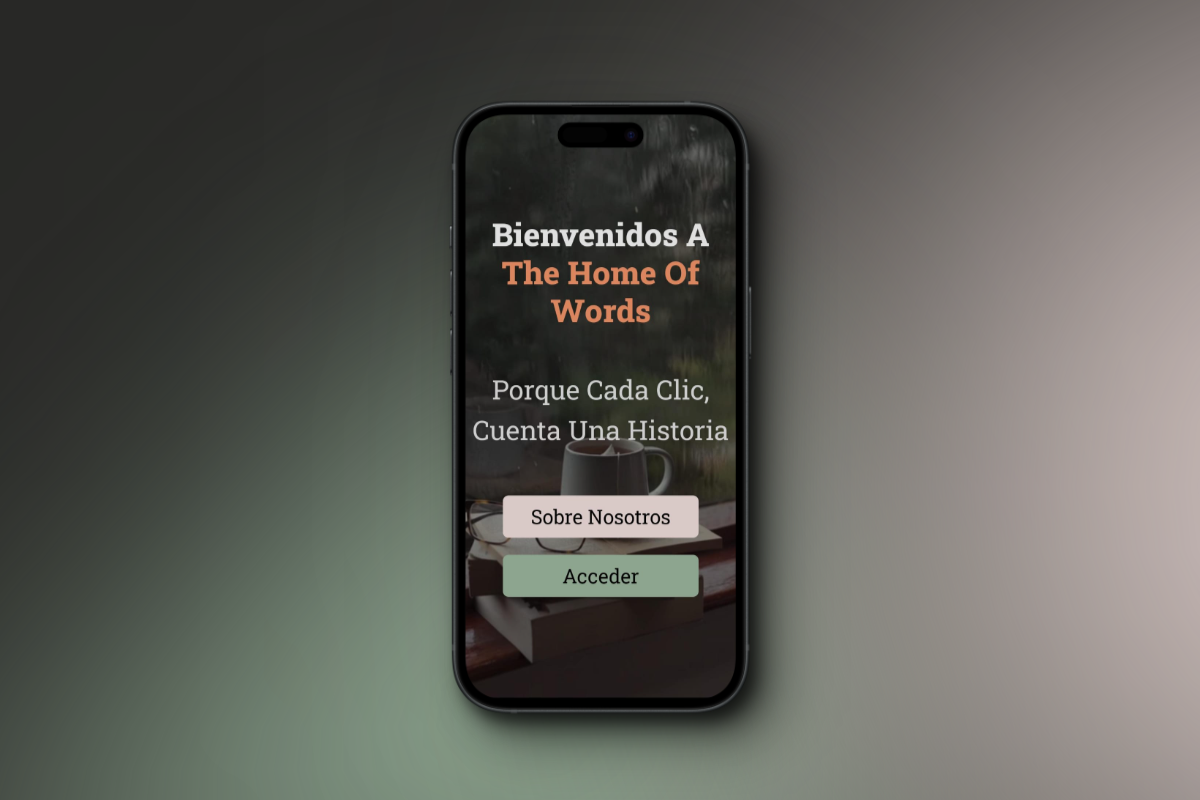 Bienvenidos A
The Home Of
Words
Porque Cada Clic,
Cuenta Una Historia
Sobre Nosotros
Acceder